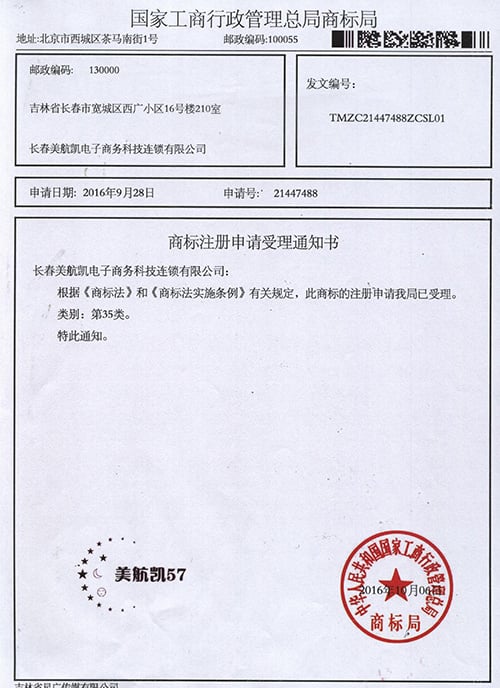 国家工商行政管理总局商标局
地址:北京市西城区茶马南街1号 邮政编码:100055
邮政编码: 130000
吉林省长春市宽城区西广小区16号楼210室
长春美航凯电子商务科技连锁有限公司
发文编号:
TMZC21447488ZCSL01
申请日期: 2016年9月28日 申请号: 21447488
商标注册申请受理通知书
长春美航凯电子商务科技连锁有限公司:
根据《商标法》和《商标法实施条例》有关规定，此商标的注册申请我局已受理。
类别: 第35类。
特此通知。
美航凯57
中华人民共和国国家工商行政管理总局
2016年10月06日
商标局